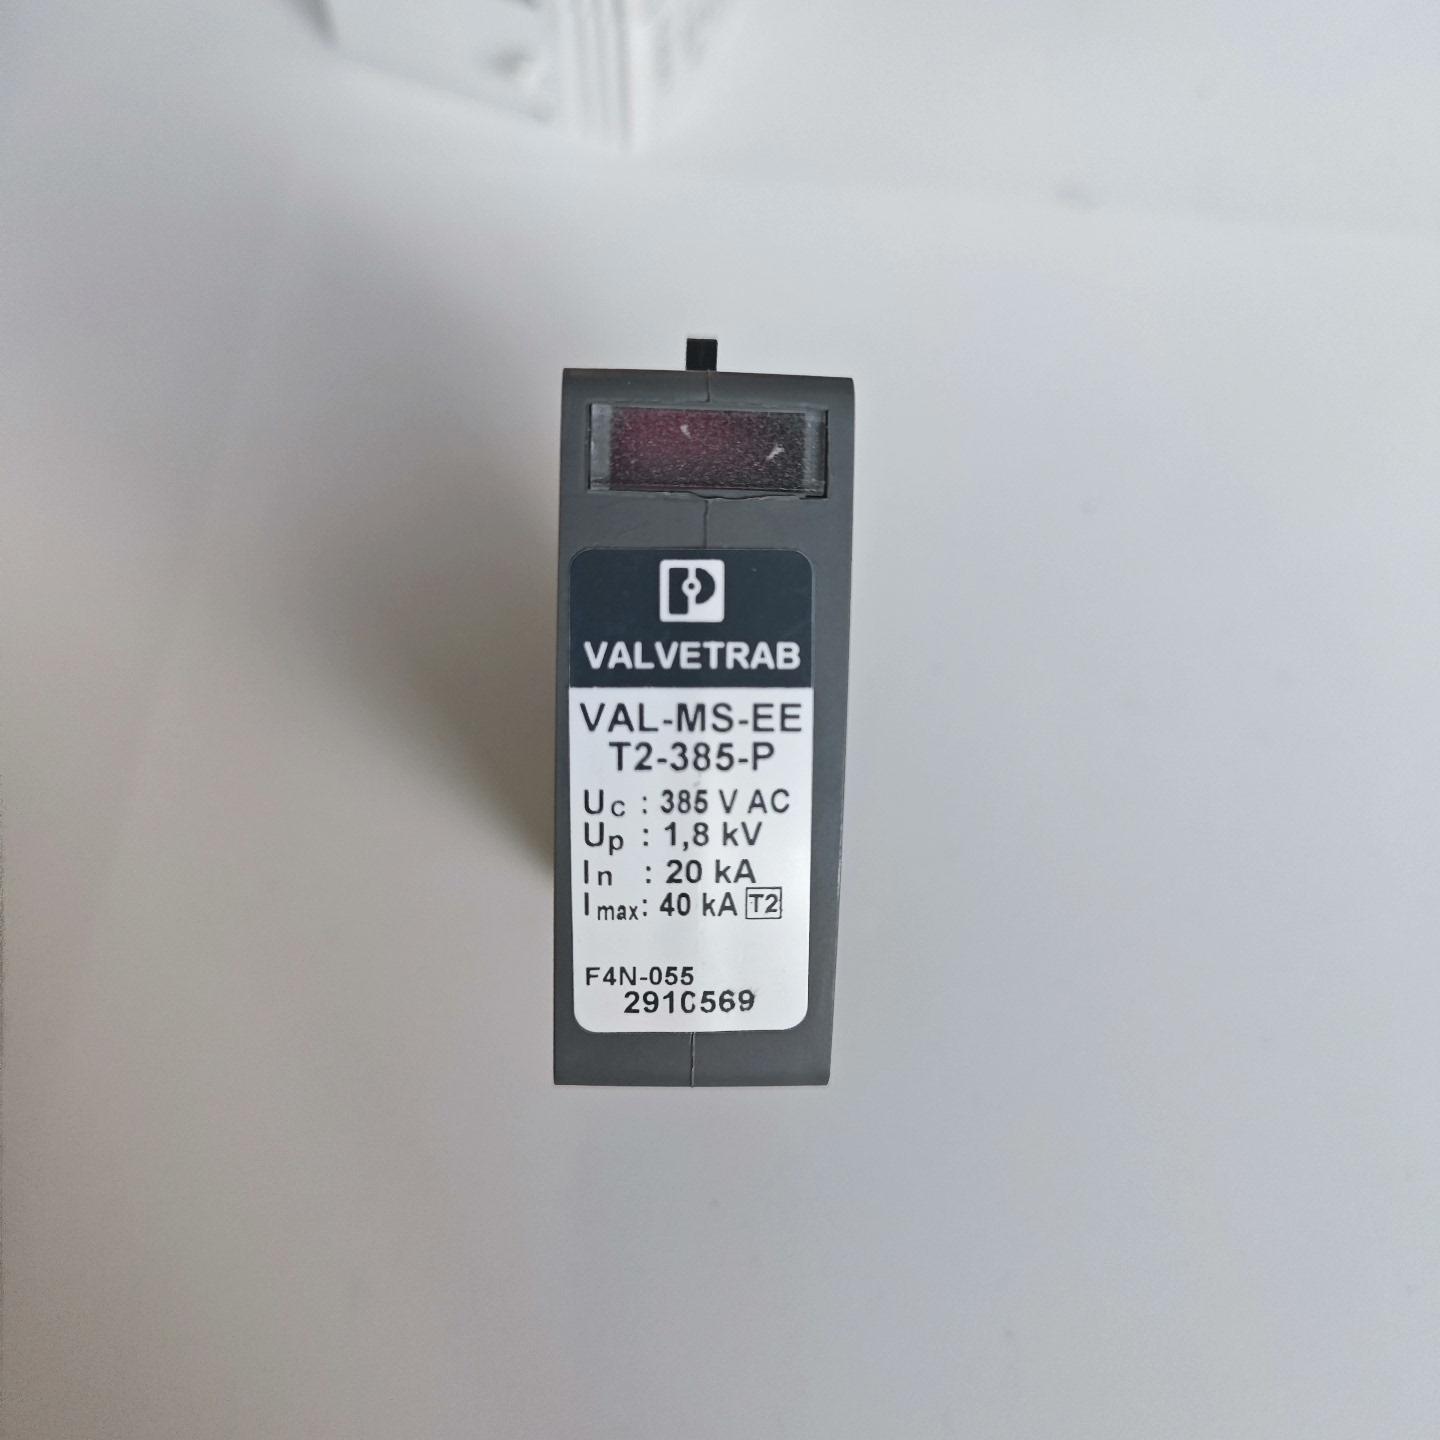 VALVETRAB
VAL-MS-EE
T2-385-P
Uc : 385 V AC
Up : 1,8 kV
In : 20 kA
Imax: 40 kA T2
F4N-055
2910569